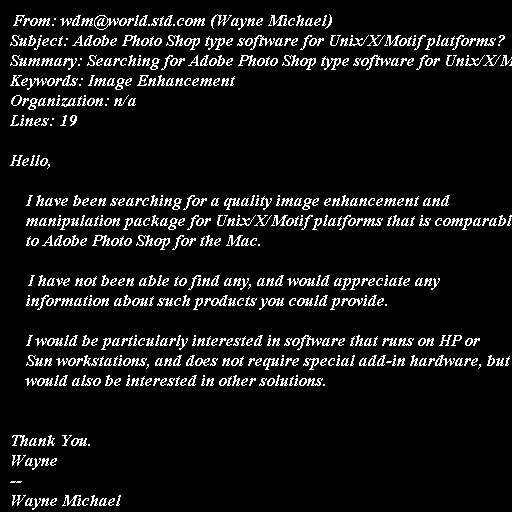 From: wdm@world.std.com (Wayne Michael)
Subject: Adobe Photo Shop type software for Unix/X/Motif platforms?
Summary: Searching for Adobe Photo Shop type software for Unix/X/M
Keywords: Image Enhancement
Organization: n/a
Lines: 19
Hello,
I have been searching for a quality image enhancement and
manipulation package for Unix/X/Motif platforms that is comparabl
to Adobe Photo Shop for the Mac.
I have not been able to find any, and would appreciate any
information about such products you could provide.
I would be particularly interested in software that runs on HP or
Sun workstations, and does not require special add-in hardware, but
would also be interested in other solutions.
Thank You.
Wayne
--
Wayne Michael